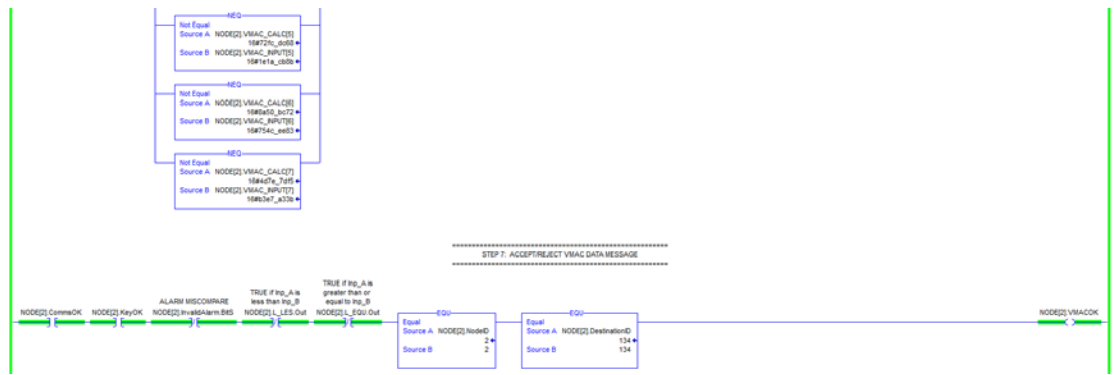 NEQ
Not Equal
Source A NODE[2].VMAC_CALC[5]
16#72fc_dc68
Source B NODE[2].VMAC_INPUT[5]
16#1e1a_cb8b
NEQ
Not Equal
Source A NODE[2].VMAC_CALC[6]
16#8a50_bc72
Source B NODE[2].VMAC_INPUT[6]
16#754c_ee83
NEQ
Not Equal
Source A NODE[2].VMAC_CALC[7]
16#4d7e_7df5
Source B NODE[2].VMAC_INPUT[7]
16#b3e7_a33b
STEP 7: ACCEPT/REJECT VMAC DATA MESSAGE
NODE[2].CommsOK
NODE[2].KeyOK
ALARM MISCOMPARE
NODE[2].InvalidAlarm.BitS
TRUE if Inp_A is
less than Inp_B
NODE[2].L_LES.Out
TRUE if Inp_A is
greater than or
equal to Inp_B
NODE[2].L_EQU.Out
EQU
Equal
Source A NODE[2].NodeID
2
Source B 2
EQU
Equal
Source A NODE[2].DestinationID
134
Source B 134
NODE[2].VMACOK